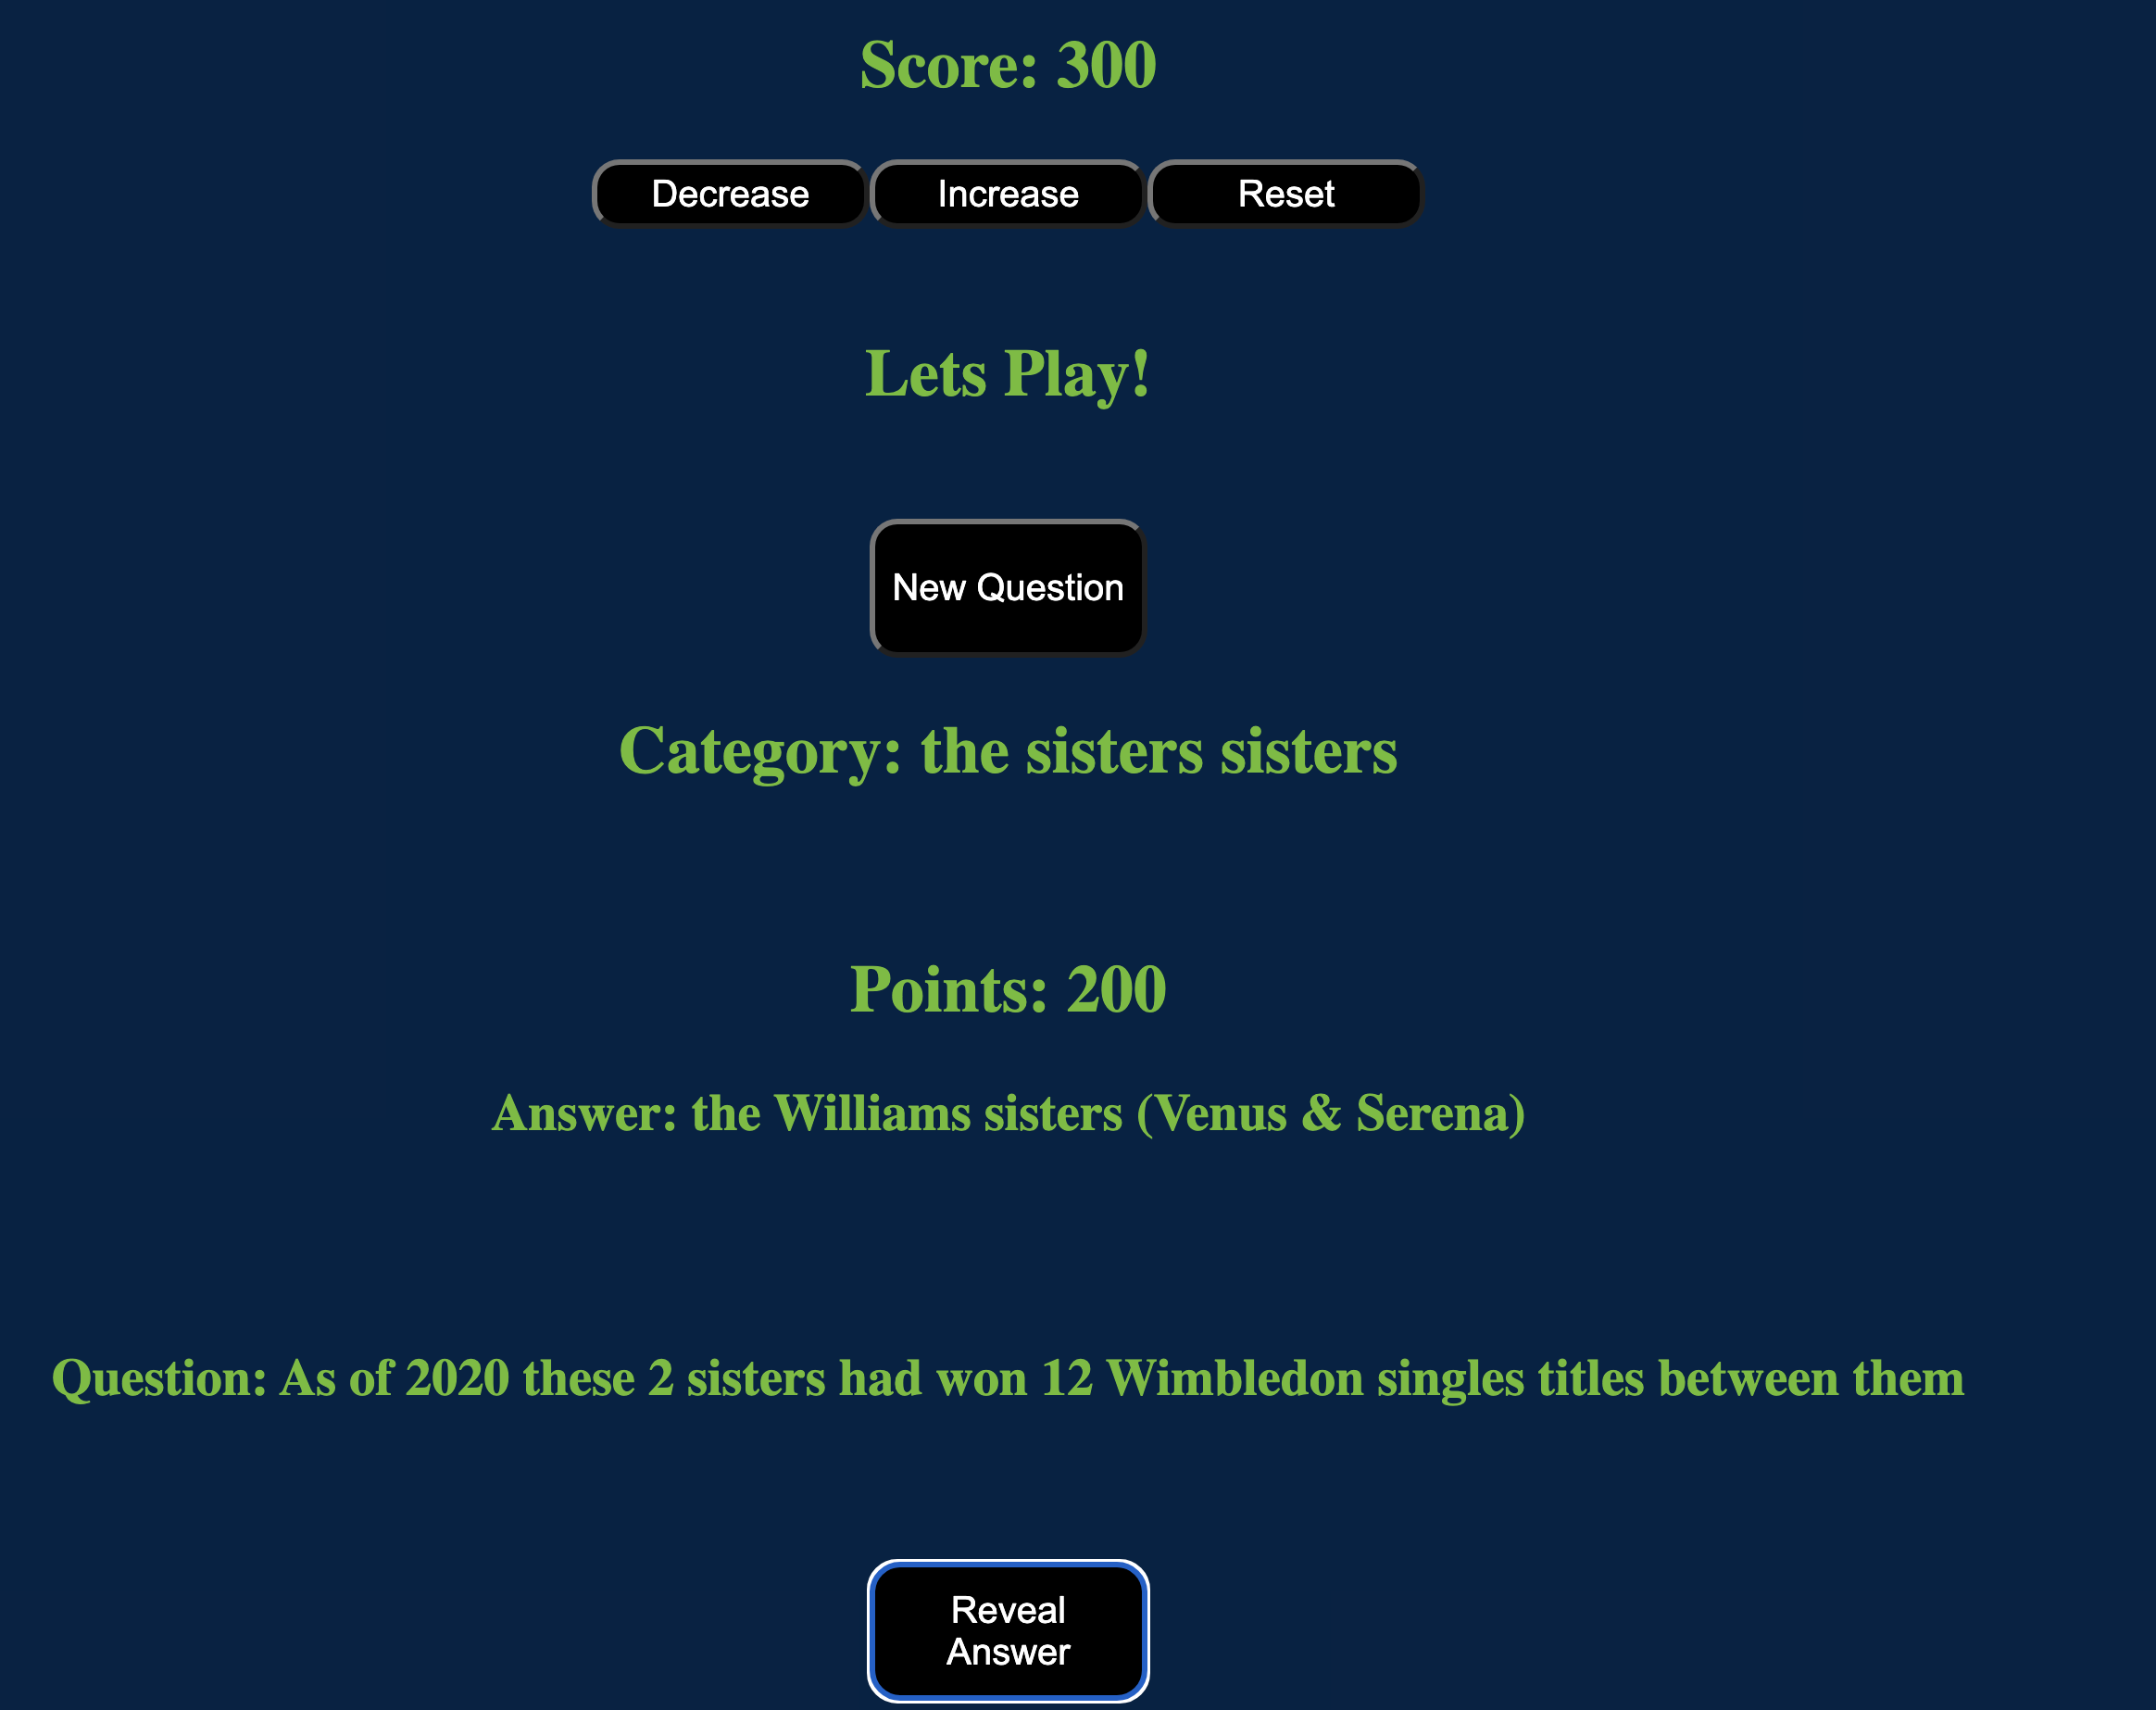 Score: 300
Decrease Increase Reset
Lets Play!
New Question
Category: the sisters sisters
Points: 200
Answer: the Williams sisters (Venus & Serena)
Question: As of 2020 these 2 sisters had won 12 Wimbledon singles titles between them
Reveal
Answer